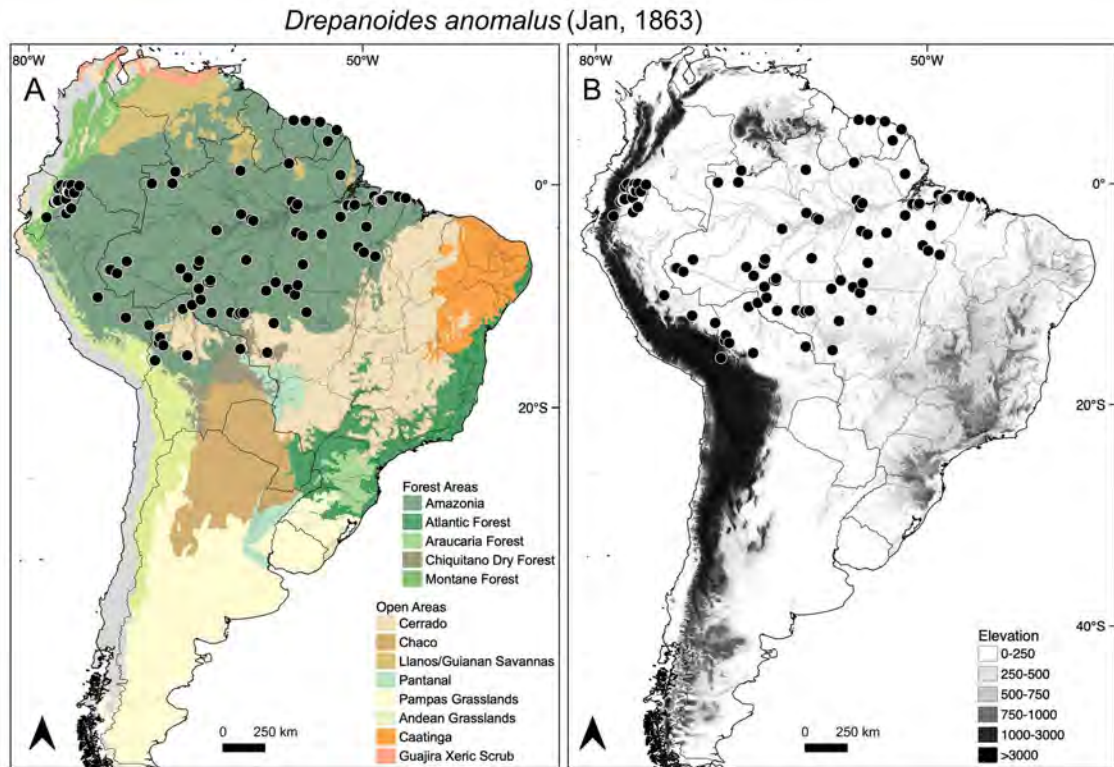 Drepanoides anomalus (Jan, 1863)
80°W
50°W
A
0°
20°S
Forest Areas
Amazonia
Atlantic Forest
Araucaria Forest
Chiquitano Dry Forest
Montane Forest
Open Areas
Cerrado
Chaco
Llanos/Guianan Savannas
Pantanal
Pampas Grasslands
Andean Grasslands
Caatinga
Guajira Xeric Scrub
0 250 km
80°W
50°W
B
0°
20°S
40°S
Elevation
0-250
250-500
500-750
750-1000
1000-3000
>3000
0 250 km